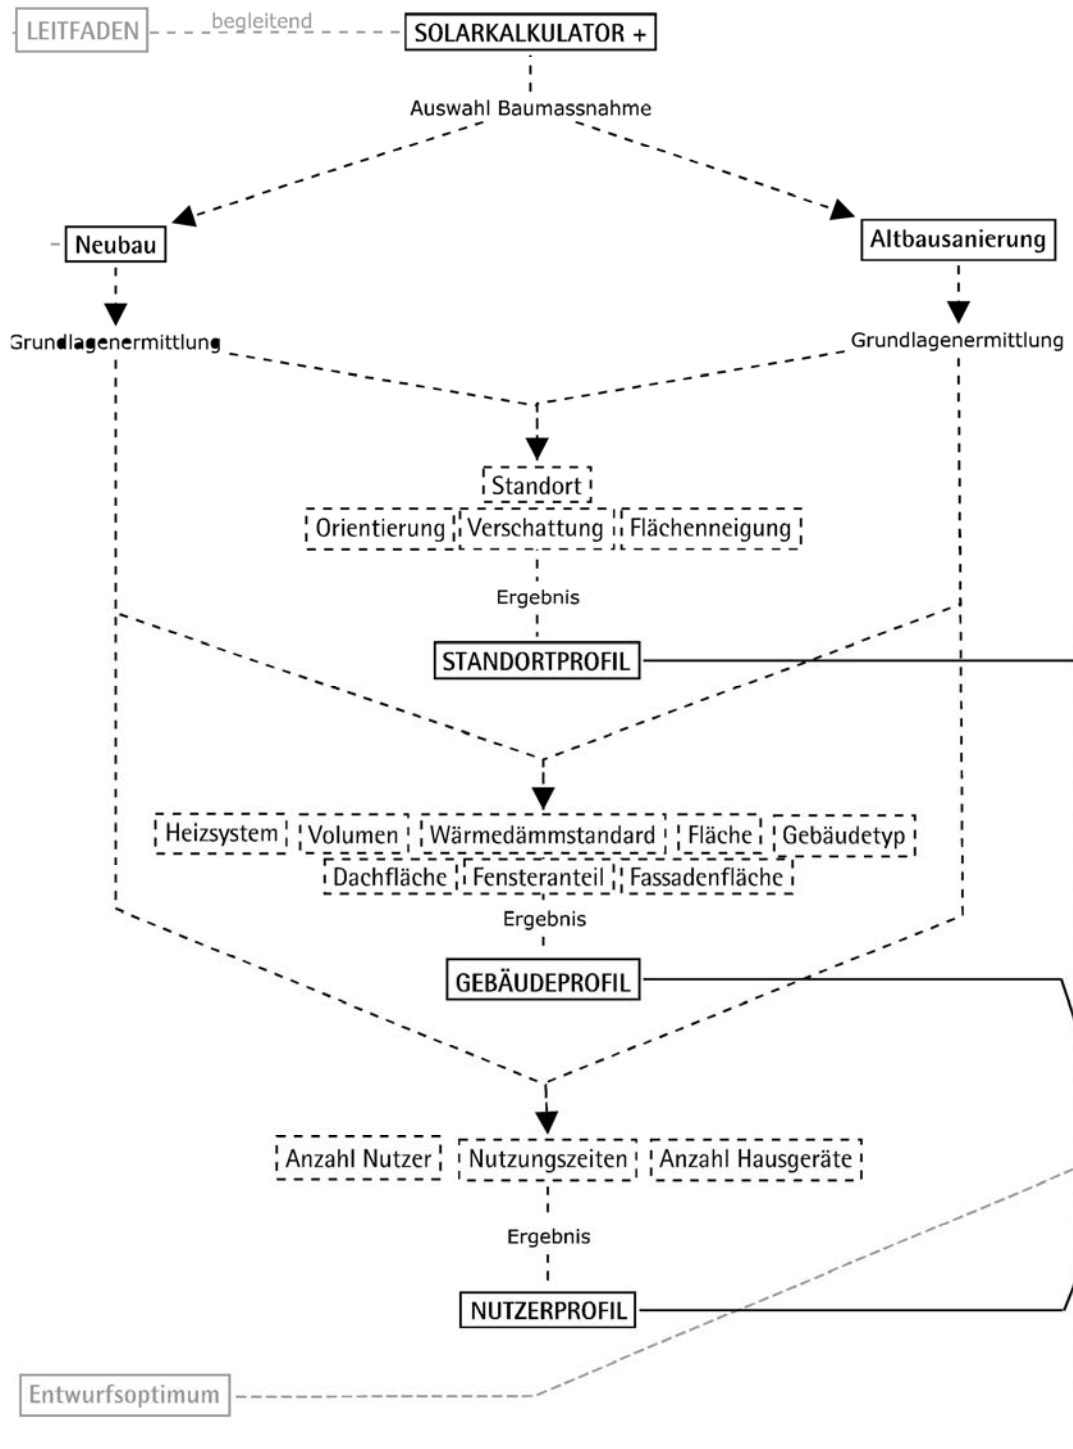 LEITFADEN begleitend SOLARKALKULATOR +
Auswahl Baumassnahme
Neubau Altbausanierung
Grundlagenermittlung Grundlagenermittlung
Standort
Orientierung Verschattung Flächenneigung
Ergebnis
STANDORTPROFIL
Heizsystem Volumen Wärmedämmstandard Fläche Gebäudetyp
Dachfläche Fensteranteil Fassadenfläche
Ergebnis
GEBÄUDEPROFIL
Anzahl Nutzer Nutzungszeiten Anzahl Hausgeräte
Ergebnis
NUTZERPROFIL
Entwurfsoptimum